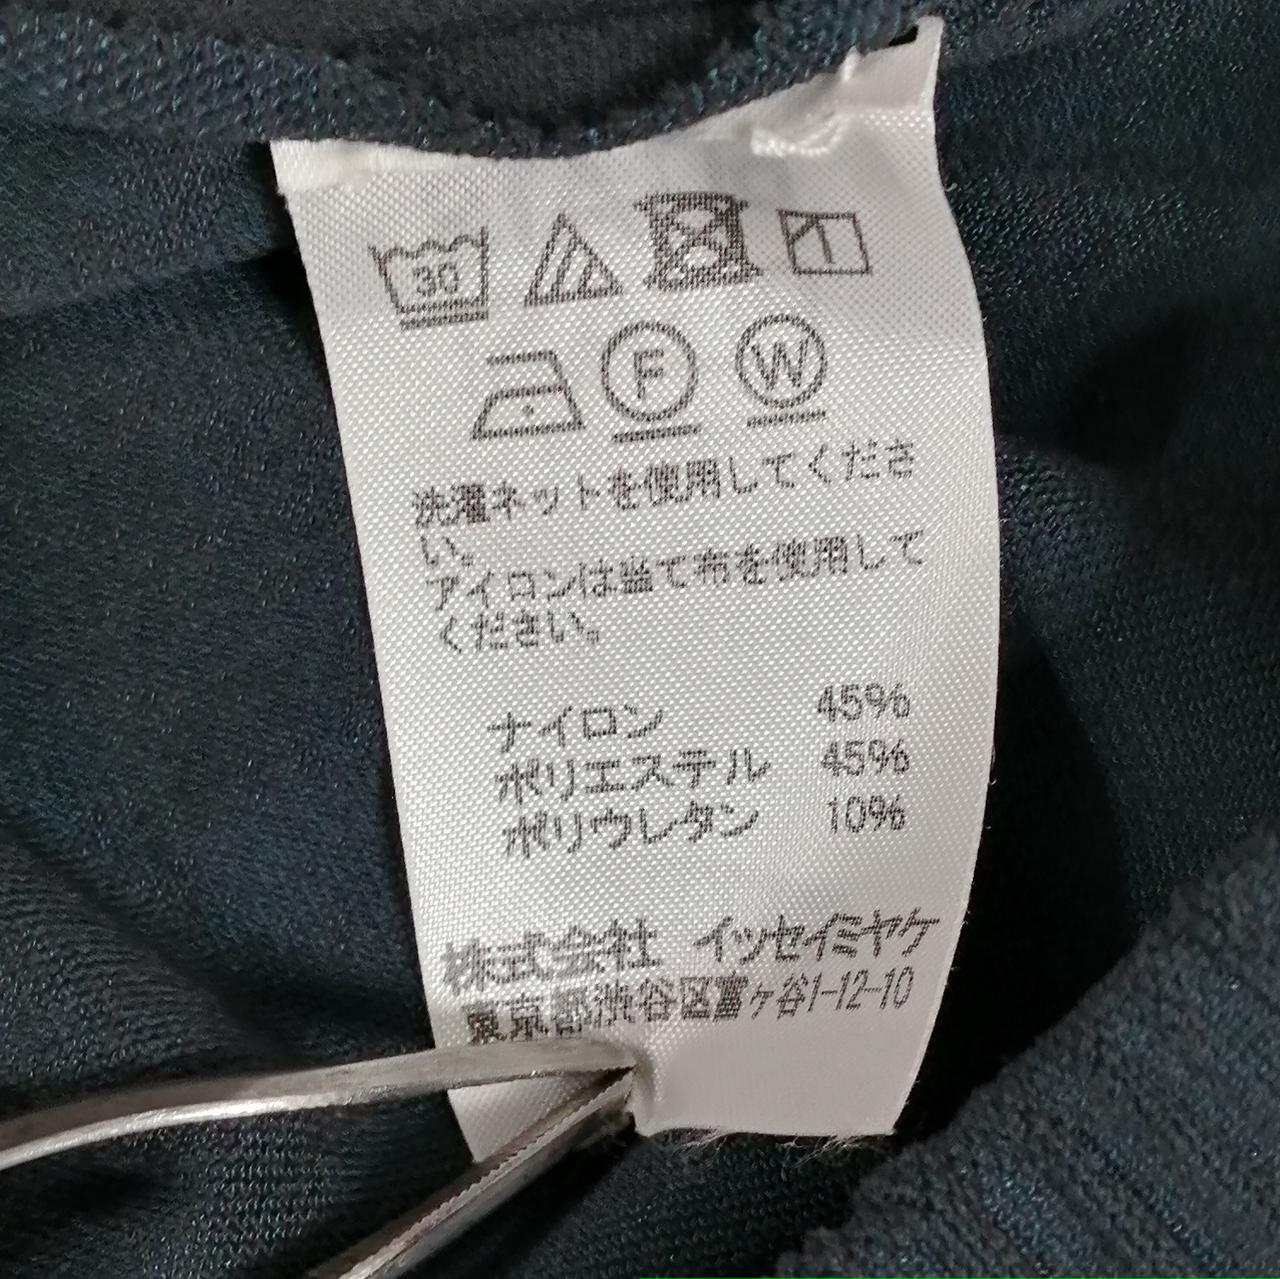 30
F W
洗濯ネットを使用してくださ
い。
アイロンは当て布を使用して
ください。
ナイロン 45%
ポリエステル 45%
ポリウレタン 10%
株式会社 イッセイミヤケ
東京都渋谷区富ヶ谷1-12-10